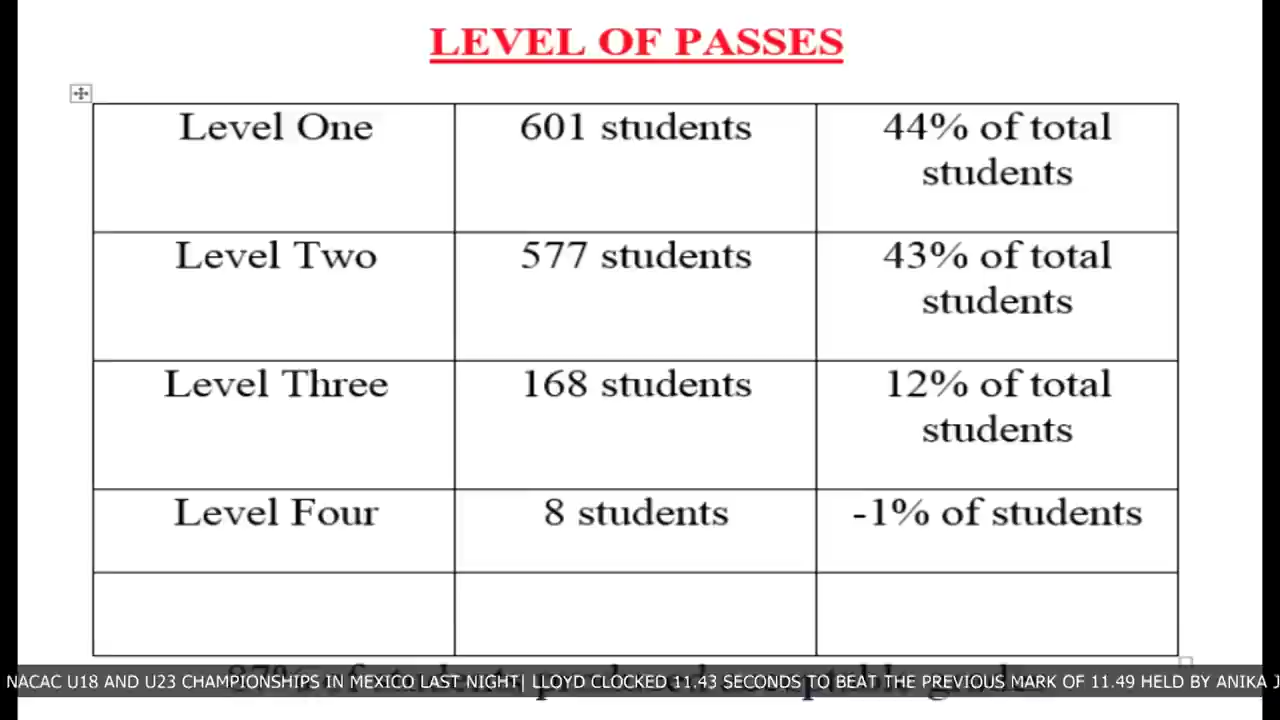 LEVEL OF PASSES
Level One 601 students 44% of total
students
Level Two 577 students 43% of total
students
Level Three 168 students 12% of total
students
Level Four 8 students -1% of students
NACAC U18 AND U23 CHAMPIONSHIPS IN MEXICO LAST NIGHT| LLOYD CLOCKED 11.43 SECONDS TO BEAT THE PREVIOUS MARK OF 11.49 HELD BY ANIKA J